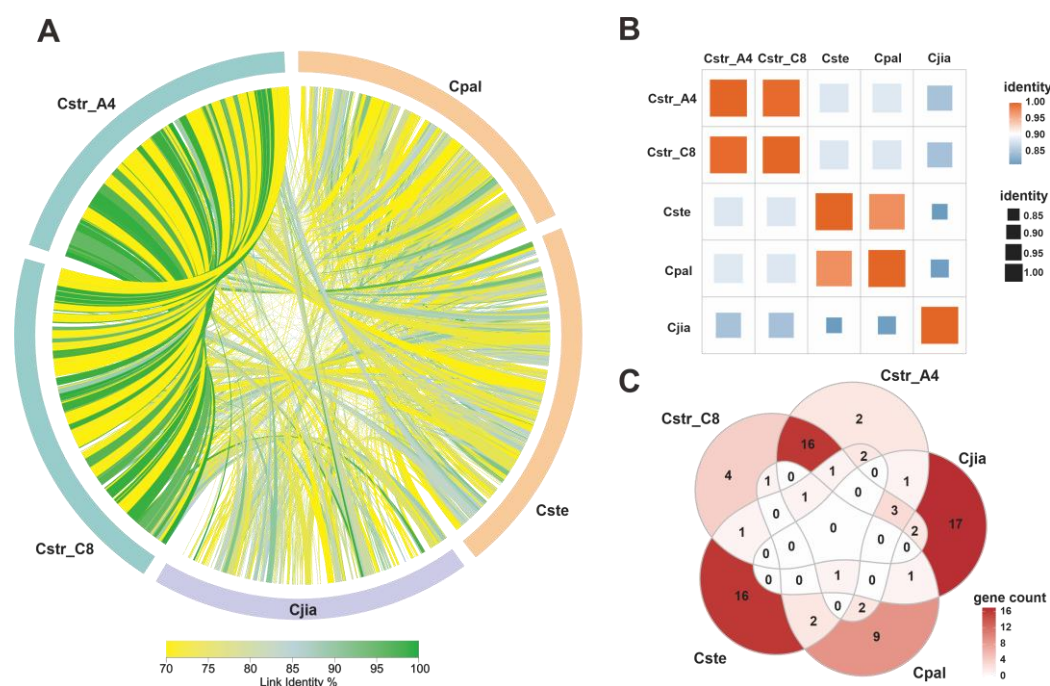 A
Cstr_A4
Cpal
Cstr_C8
Cste
Cjia
70 75 80 85 90 95 100
Link Identity %
B
Cstr_A4 Cstr_C8 Cste Cpal Cjia
Cstr_A4
Cstr_C8
Cste
Cpal
Cjia
identity
1.00
0.95
0.90
0.85
identity
0.85
0.90
0.95
1.00
C
Cstr_A4
Cstr_C8
Cjia
2
16
2
4
1
1
0
0
1
1
3
17
0
0
2
1
0
0
0
0
16
0
0
1
0
1
0
2
2
9
Cste
Cpal
gene count
16
12
8
4
0